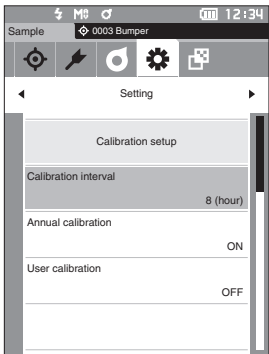 12:34
Sample
0003 Bumper
Setting
Calibration setup
Calibration interval
8 (hour)
Annual calibration
ON
User calibration
OFF